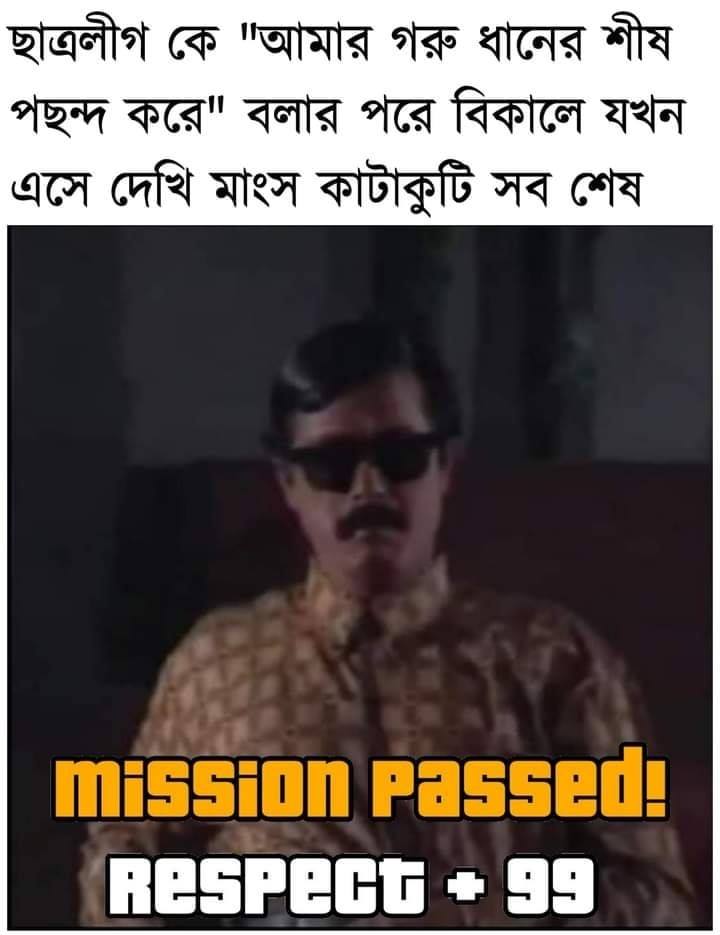 ছাত্রলীগ কে "আমার গরু ধানের শীষ
পছন্দ করে" বলার পরে বিকালে যখন
এসে দেখি মাংস কাটাকুটি সব শেষ
mission passed!
Respect + 99